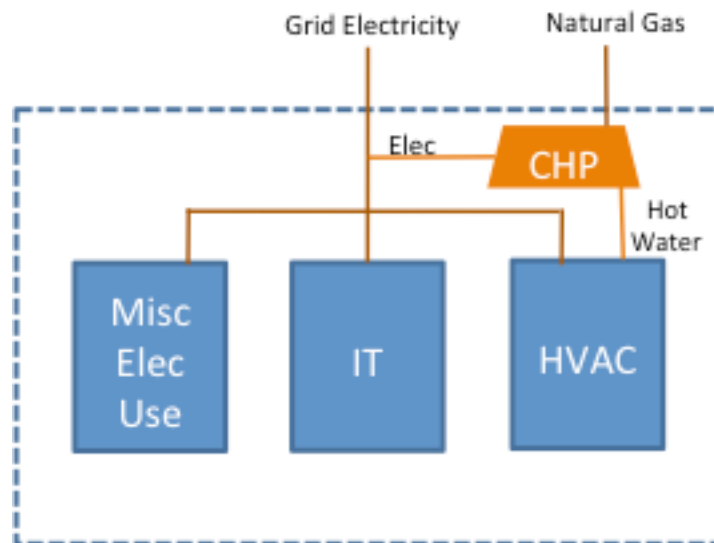 Grid Electricity
Natural Gas
Elec
CHP
Hot
Water
Misc
Elec
Use
IT
HVAC